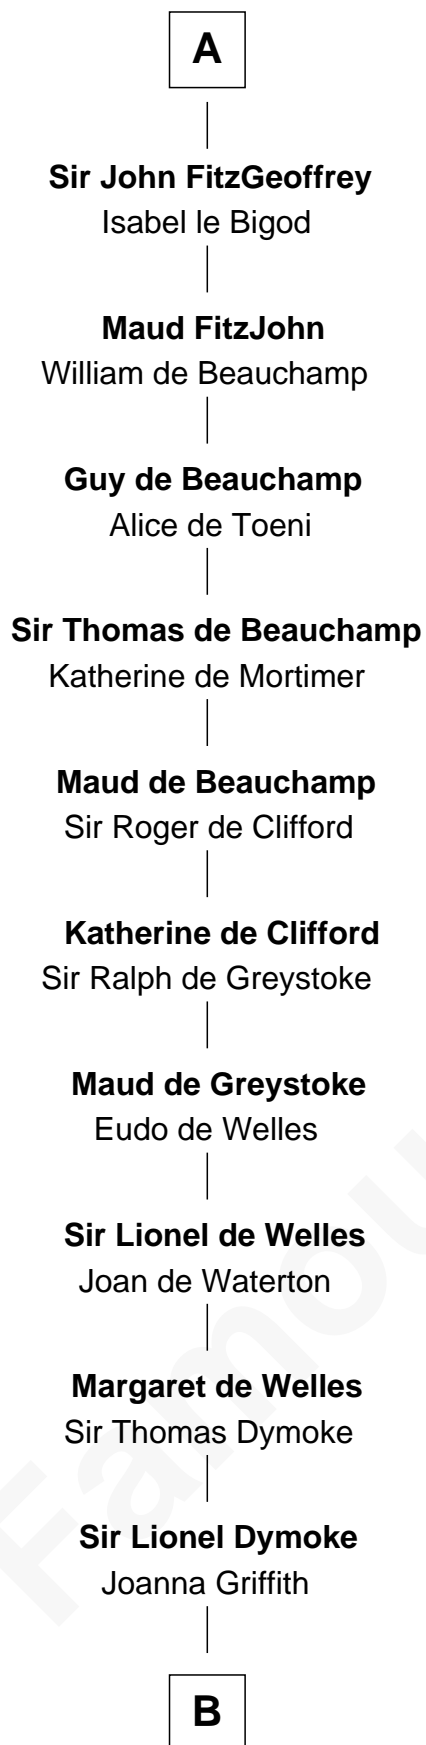 A
Sir John FitzGeoffrey
Isabel le Bigod
Maud FitzJohn
William de Beauchamp
Guy de Beauchamp
Alice de Toeni
Sir Thomas de Beauchamp
Katherine de Mortimer
Maud de Beauchamp
Sir Roger de Clifford
Katherine de Clifford
Sir Ralph de Greystoke
Maud de Greystoke
Eudo de Welles
Sir Lionel de Welles
Joan de Waterton
Margaret de Welles
Sir Thomas Dymoke
Sir Lionel Dymoke
Joanna Griffith
B
Famou